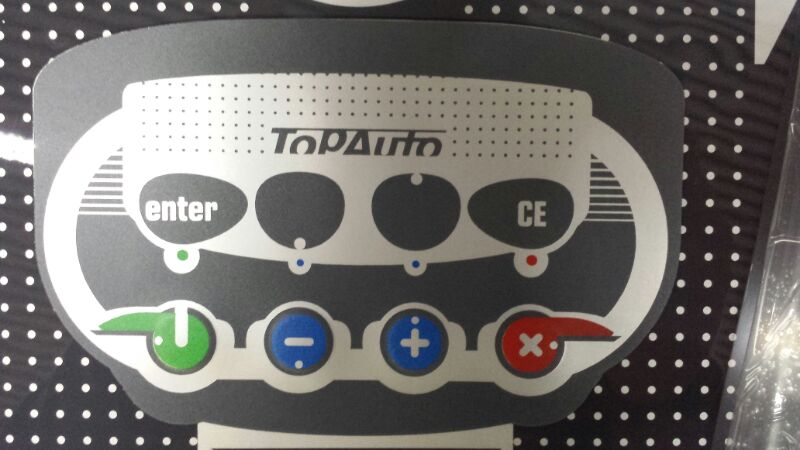 TopAuto
enter
CE
- + x